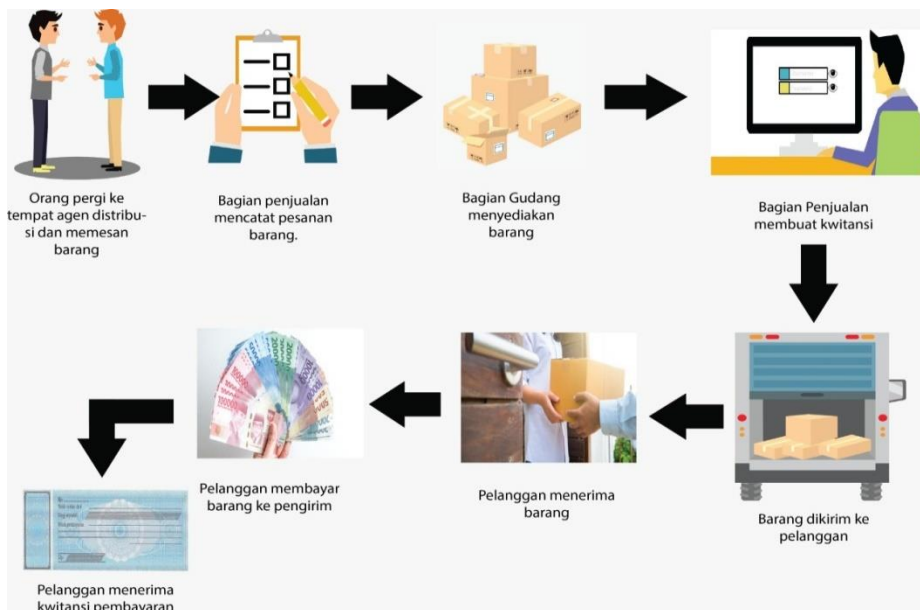 Orang pergi ke
tempat agen distribu-
si dan memesan
barang
Bagian penjualan
mencatat pesanan
barang.
Bagian Gudang
menyediakan
barang
Bagian Penjualan
membuat kwitansi
Barang dikirim ke
pelanggan
Pelanggan menerima
barang
Pelanggan membayar
barang ke pengirim
Pelanggan menerima
kwitansi pembayaran